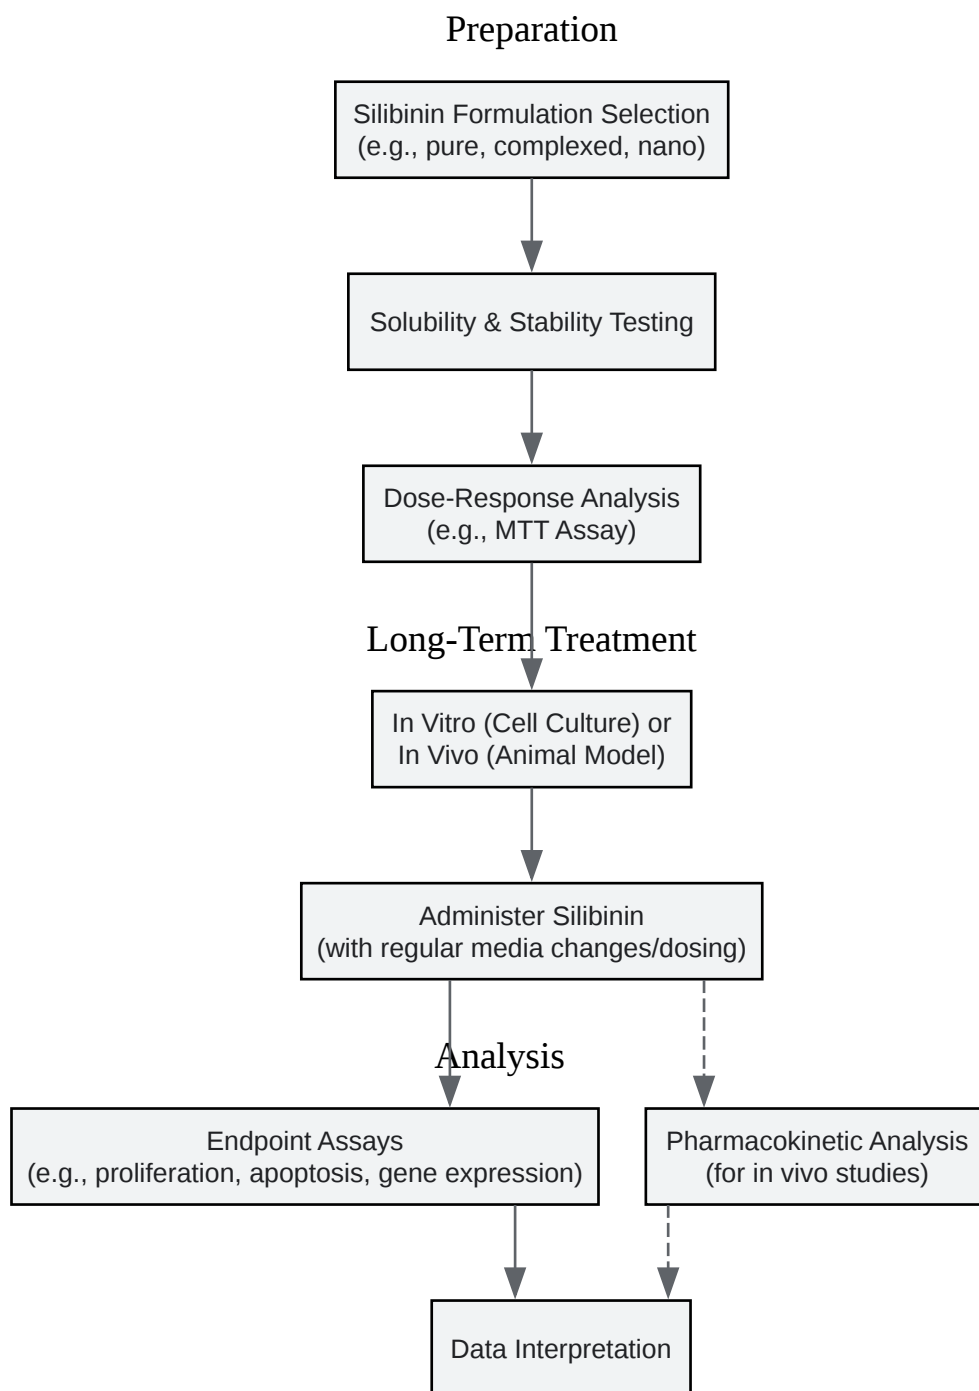 Preparation
Silibinin Formulation Selection
(e.g., pure, complexed, nano)
Solubility & Stability Testing
Dose-Response Analysis
(e.g., MTT Assay)
Long-Term Treatment
In Vitro (Cell Culture) or
In Vivo (Animal Model)
Administer Silibinin
(with regular media changes/dosing)
Analysis
Endpoint Assays
(e.g., proliferation, apoptosis, gene expression)
Pharmacokinetic Analysis
(for in vivo studies)
Data Interpretation